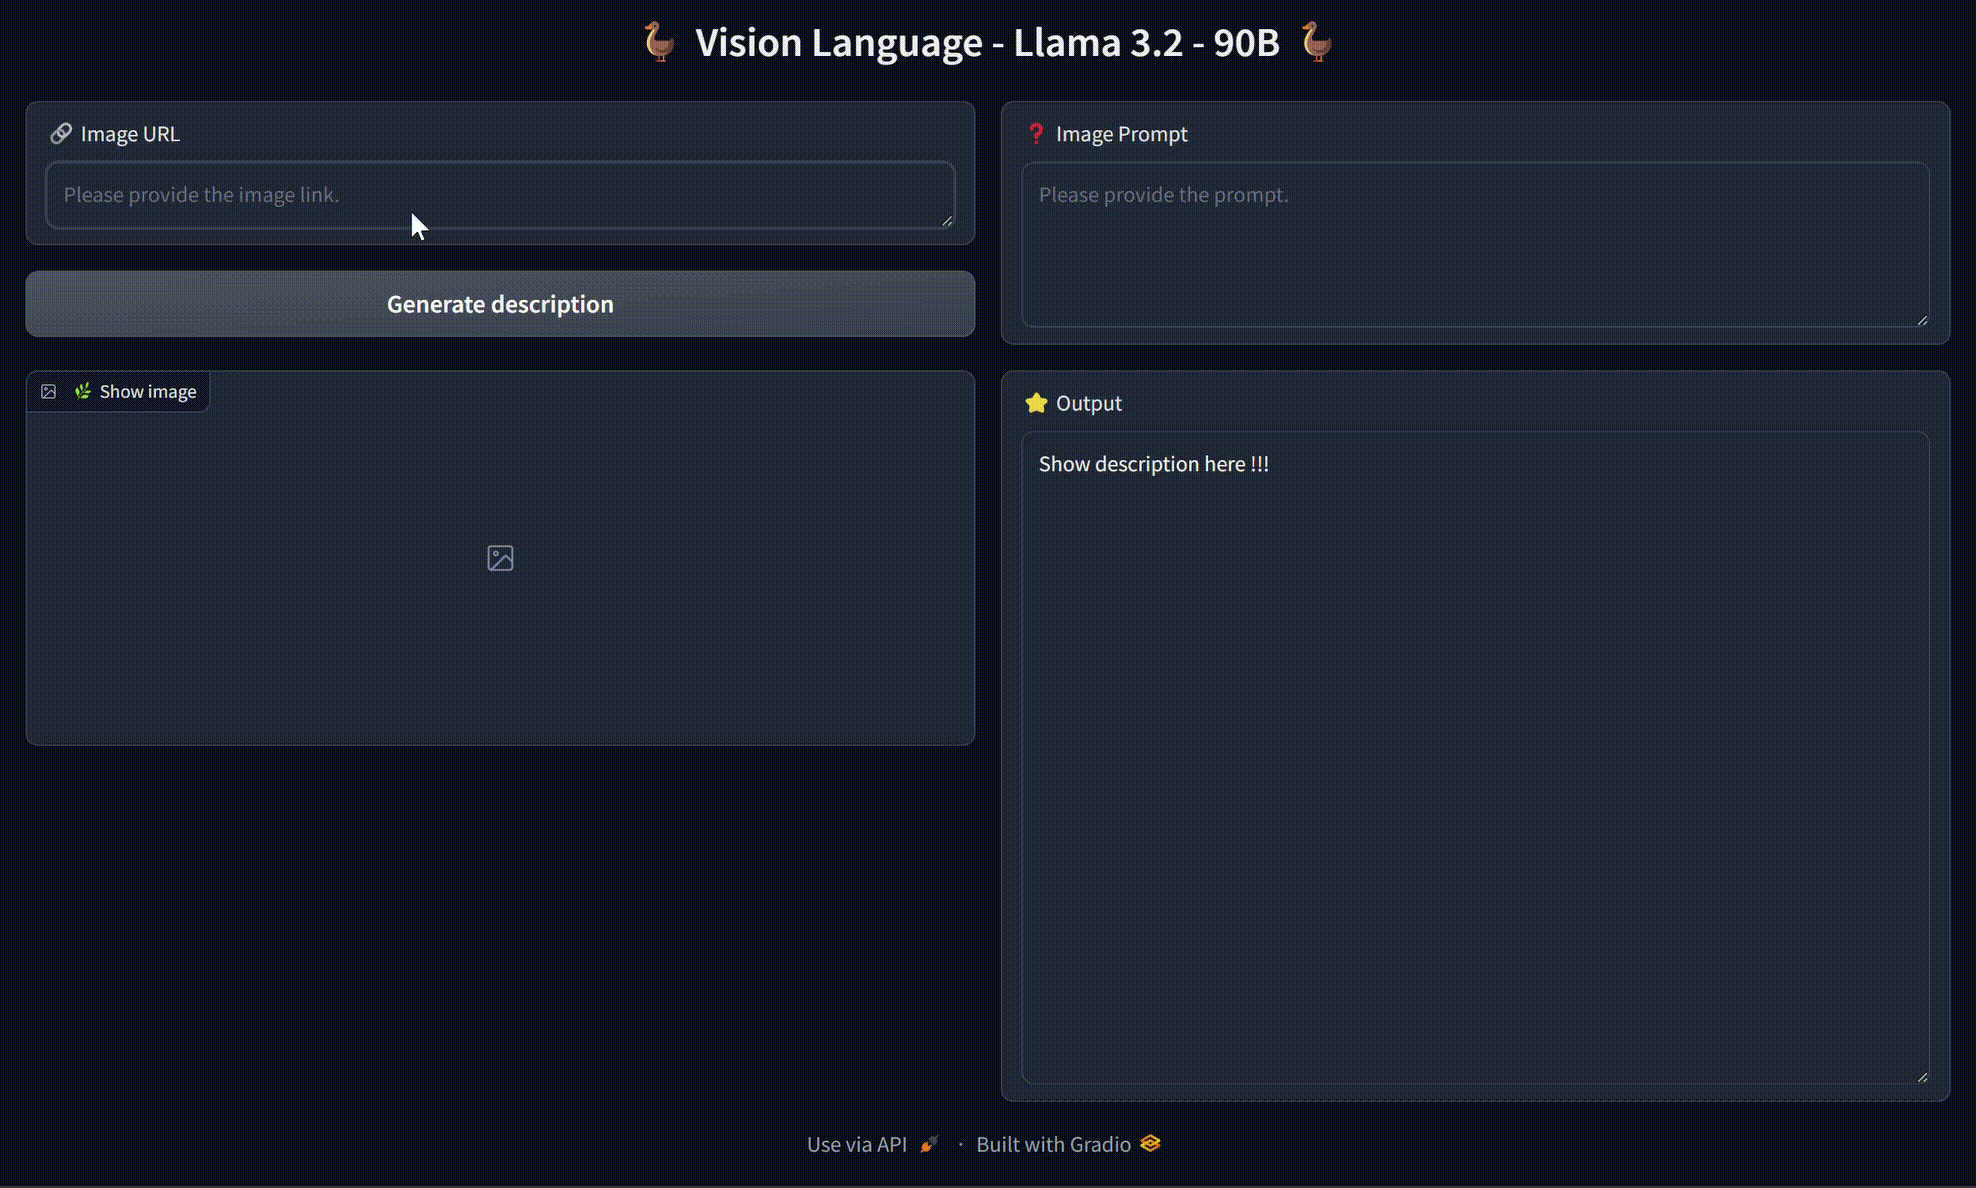 Vision Language - Llama 3.2 - 90B
Image URL
Please provide the image link.
Image Prompt
Please provide the prompt.
Generate description
Show image
Output
Show description here !!!
Use via API · Built with Gradio